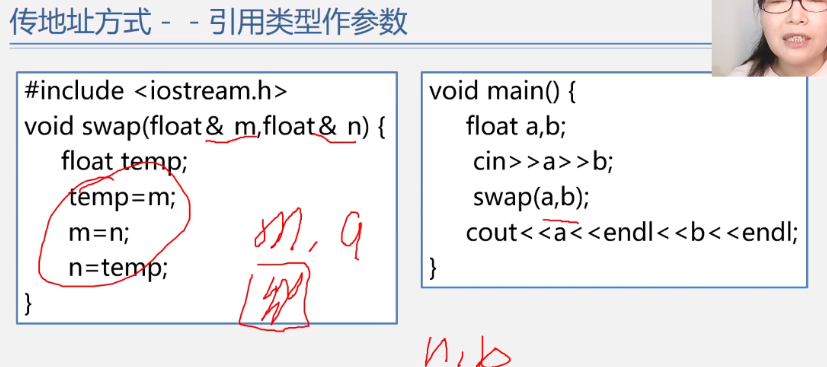 传地址方式 - - 引用类型作参数
#include <iostream.h>
void swap(float& m,float& n) {
float temp;
temp=m;
m=n;
n=temp;
}
m, a
void main() {
float a,b;
cin>>a>>b;
swap(a,b);
cout<<a<<endl<<b<<endl;
}
n, b